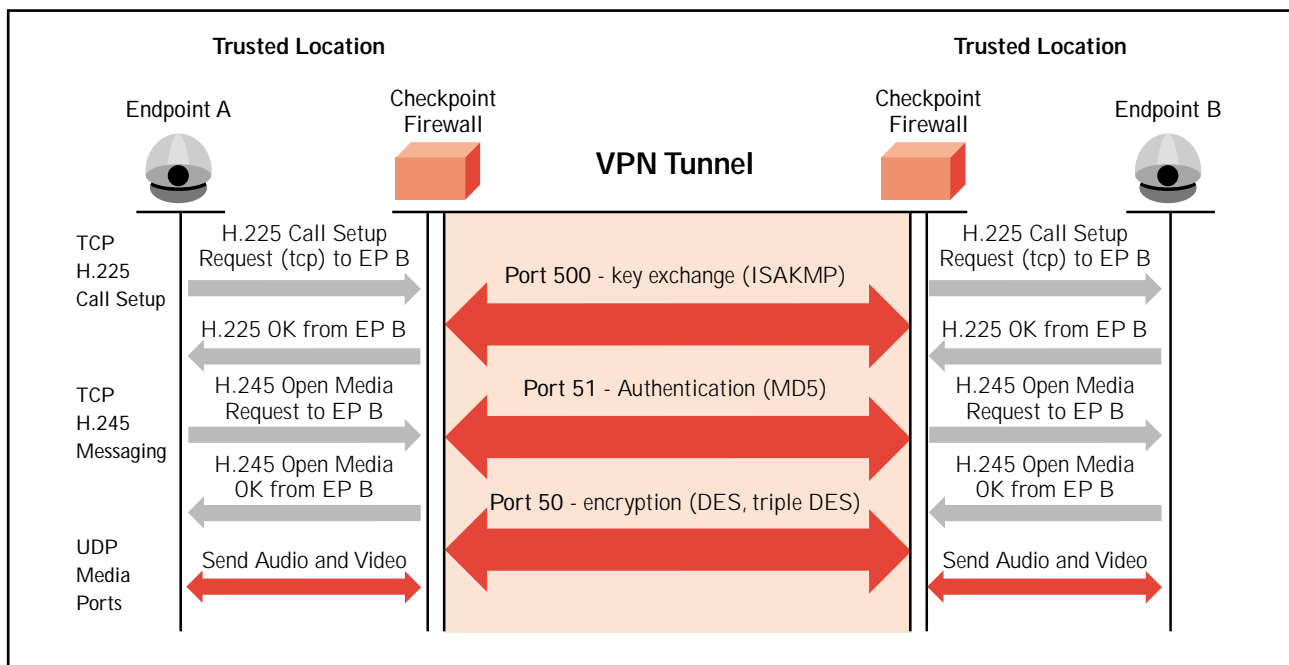 Trusted Location
Trusted Location
Endpoint A
Checkpoint
Firewall
VPN Tunnel
Checkpoint
Firewall
Endpoint B
TCP
H.225
Call Setup
H.225 Call Setup
Request (tcp) to EP B
H.225 OK from EP B
TCP
H.245
Messaging
H.245 Open Media
Request to EP B
H.245 Open Media
OK from EP B
UDP
Media
Ports
Send Audio and Video
Port 500 - key exchange (ISAKMP)
Port 51 - Authentication (MD5)
Port 50 - encryption (DES, triple DES)
H.225 Call Setup
Request (tcp) to EP B
H.225 OK from EP B
H.245 Open Media
Request to EP B
H.245 Open Media
OK from EP B
Send Audio and Video